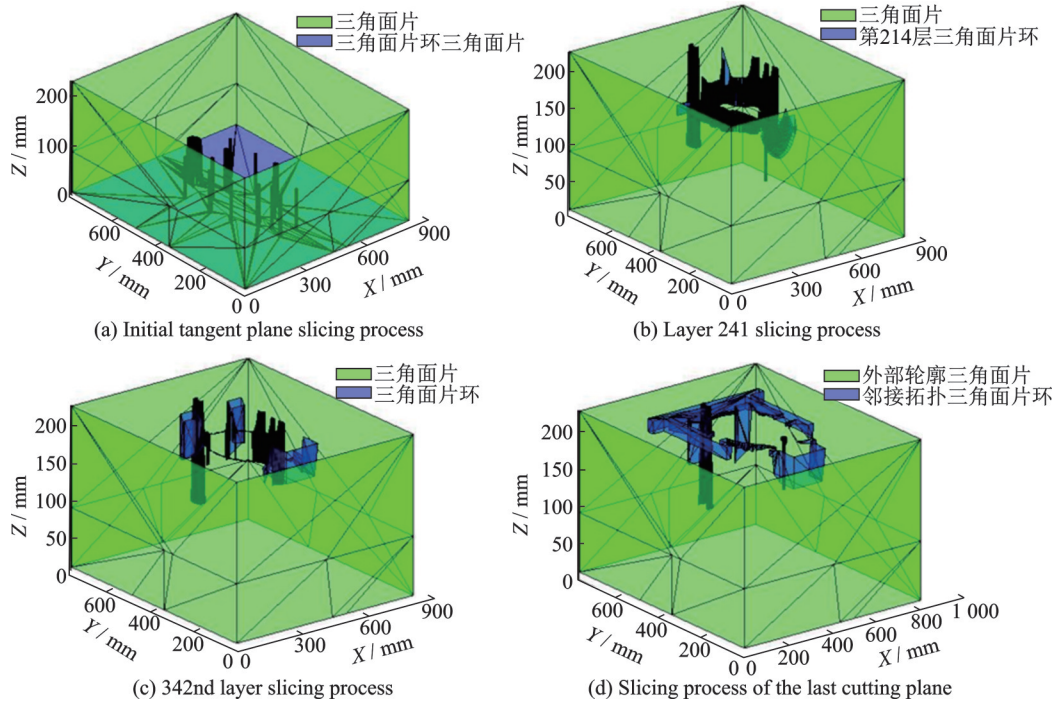 三角面片
三角面片环三角面片
200
100
0
Z / mm
600
400
200
0
Y / mm
0
300
600
900
X / mm
(a) Initial tangent plane slicing process
三角面片
第214层三角面片环
200
150
100
50
0
Z / mm
600
400
200
0
Y / mm
0
300
600
900
X / mm
(b) Layer 241 slicing process
三角面片
三角面片环
200
150
100
50
0
Z / mm
600
400
200
0
Y / mm
0
300
600
900
X / mm
(c) 342nd layer slicing process
外部轮廓三角面片
邻接拓扑三角面片环
200
150
100
50
0
Z / mm
600
400
200
0
Y / mm
0
200
400
600
800
1 000
X / mm
(d) Slicing process of the last cutting plane